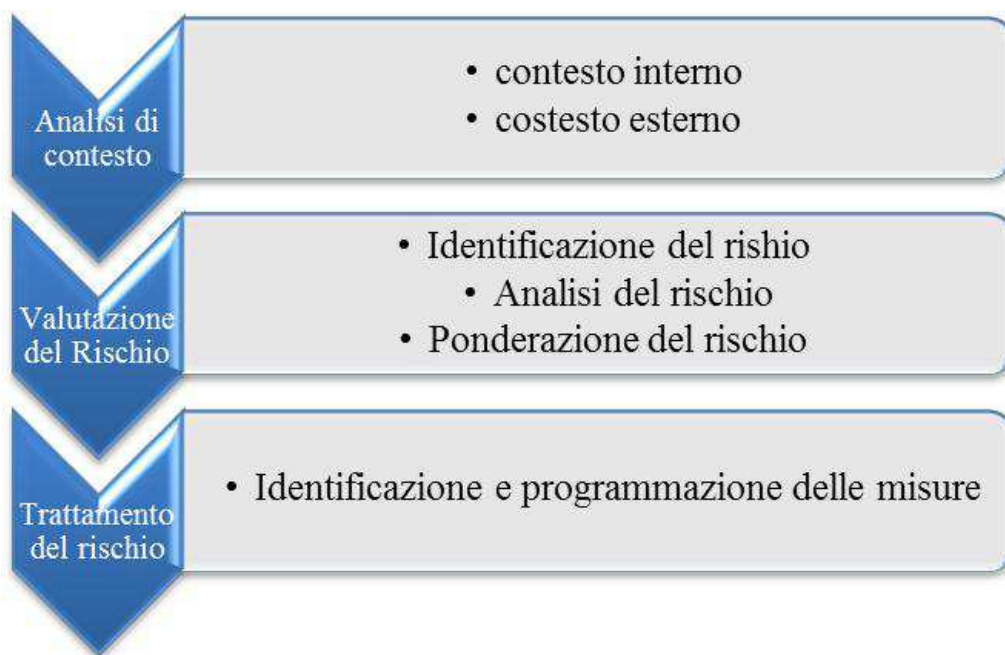 Analisi di
contesto
• contesto interno
• costesto esterno
Valutazione
del Rischio
• Identificazione del rishio
• Analisi del rischio
• Ponderazione del rischio
Trattamento
del rischio
• Identificazione e programmazione delle misure